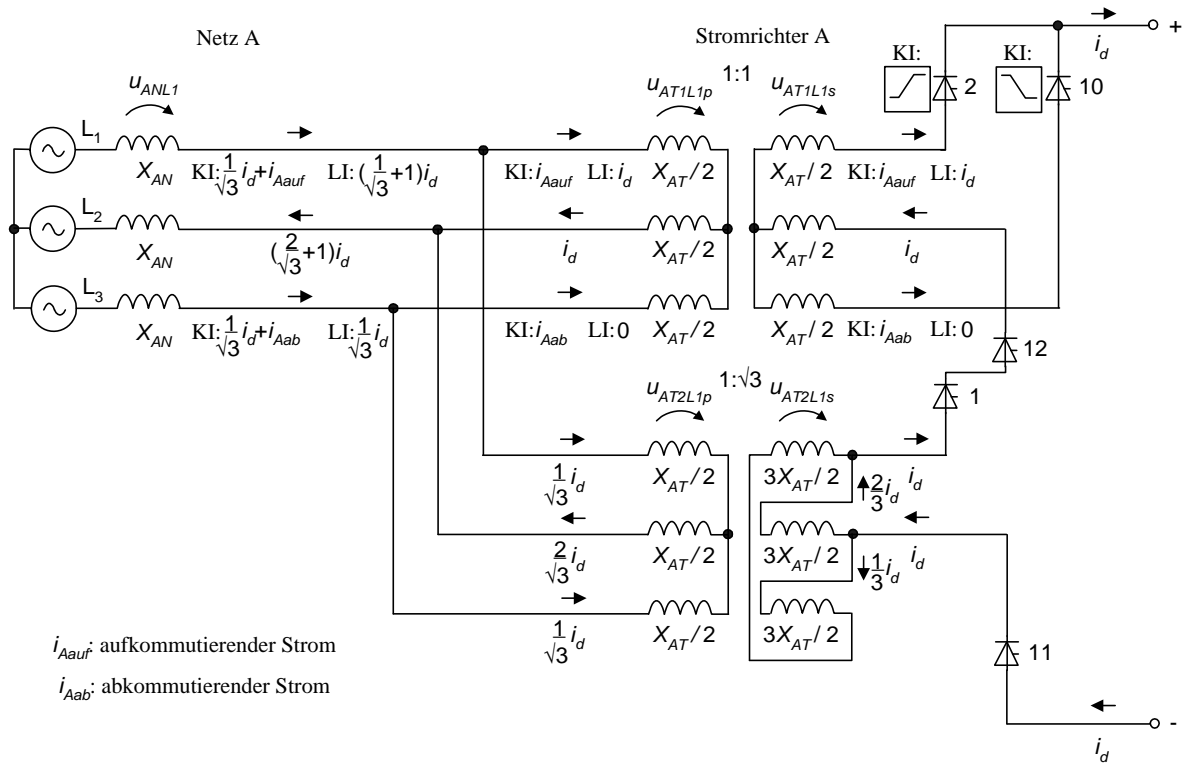 Netz A
Stromrichter A
KI:
KI:
i_d
+
u_ANL1
u_AT1L1p
1:1
u_AT1L1s
2
10
L_1
X_AN
KI: 1/√3 i_d+i_Aauf
LI: (1/√3+1)i_d
KI: i_Aauf
LI: i_d
X_AT/2
X_AT/2
KI: i_Aauf
LI: i_d
L_2
X_AN
(2/√3+1)i_d
i_d
X_AT/2
X_AT/2
i_d
L_3
X_AN
KI: 1/√3 i_d+i_Aab
LI: 1/√3 i_d
KI: i_Aab
LI: 0
X_AT/2
X_AT/2
KI: i_Aab
LI: 0
12
u_AT2L1p
1:√3
u_AT2L1s
1
1/√3 i_d
X_AT/2
3X_AT/2
2/3 i_d
i_d
2/√3 i_d
X_AT/2
3X_AT/2
1/3 i_d
i_d
1/√3 i_d
X_AT/2
3X_AT/2
i_Aauf: aufkommutierender Strom
i_Aab: abkommutierender Strom
11
-
i_d